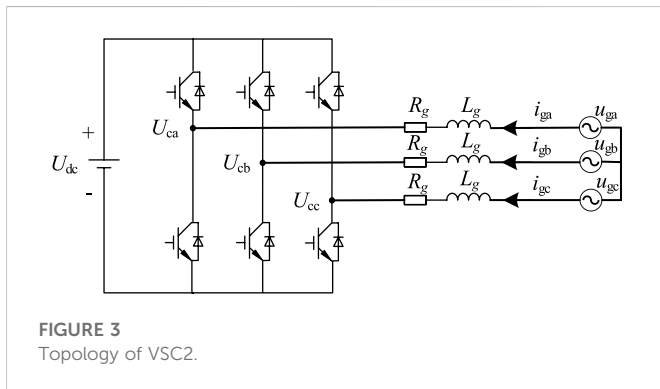 R_g L_g i_ga u_ga
U_ca
+
R_g L_g i_gb u_gb
U_dc
U_cb
-
R_g L_g i_gc u_gc
U_cc
FIGURE 3
Topology of VSC2.